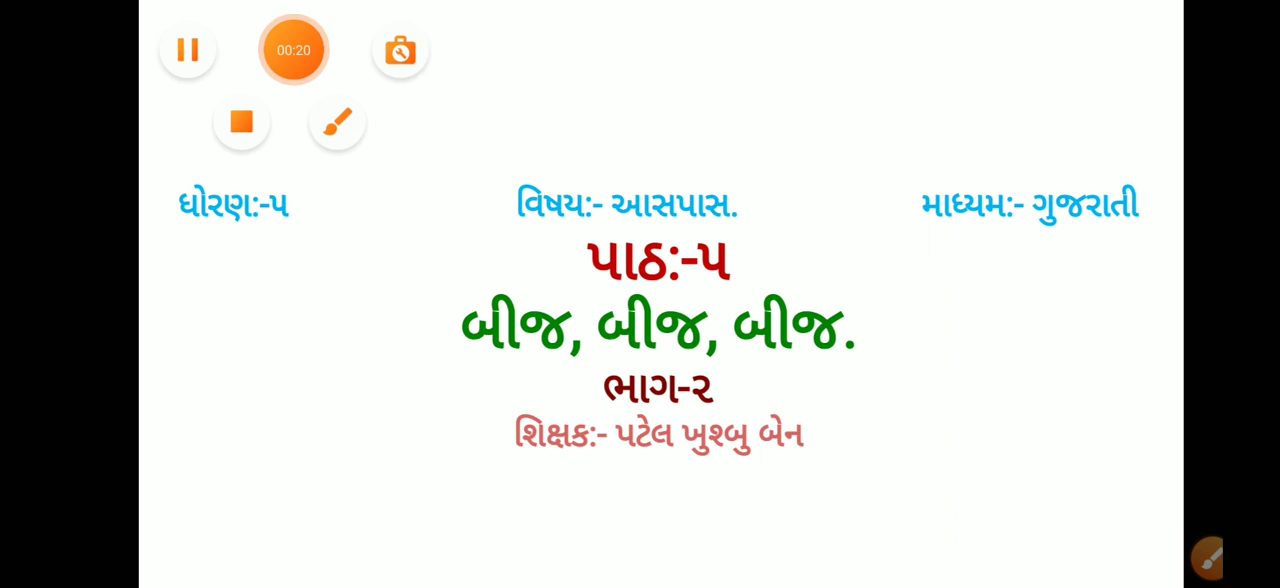 00:20
ધોરણ:-૫ વિષય:- આસપાસ. માધ્યમ:- ગુજરાતી
પાઠ:-૫
બીજ, બીજ, બીજ.
ભાગ-૨
શિક્ષક:- પટેલ ખુશ્બુ બેન